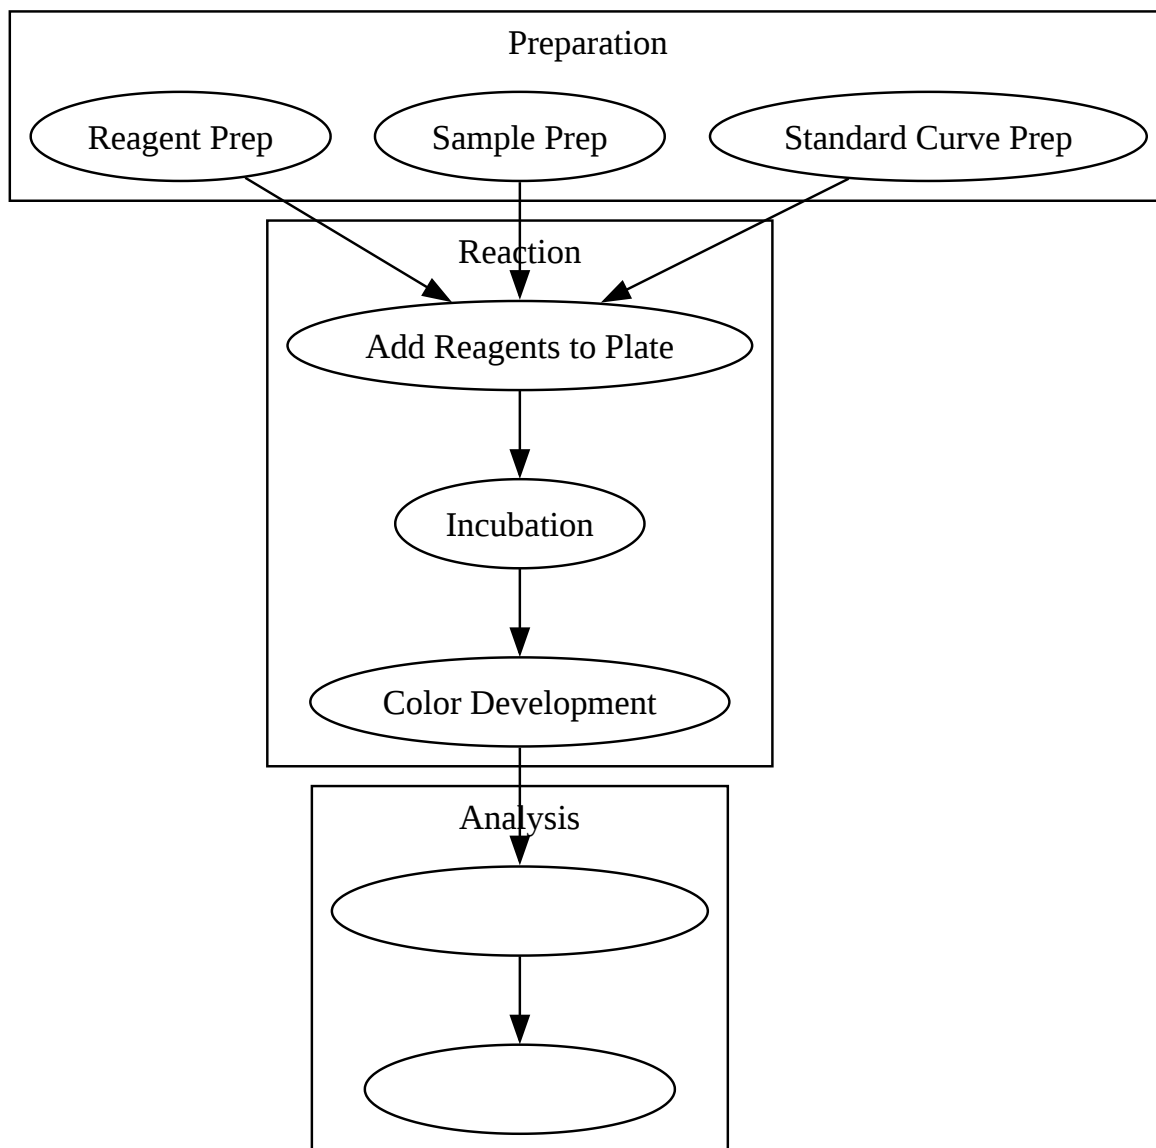 Preparation
Reagent Prep
Sample Prep
Standard Curve Prep
Reaction
Add Reagents to Plate
Incubation
Color Development
Analysis